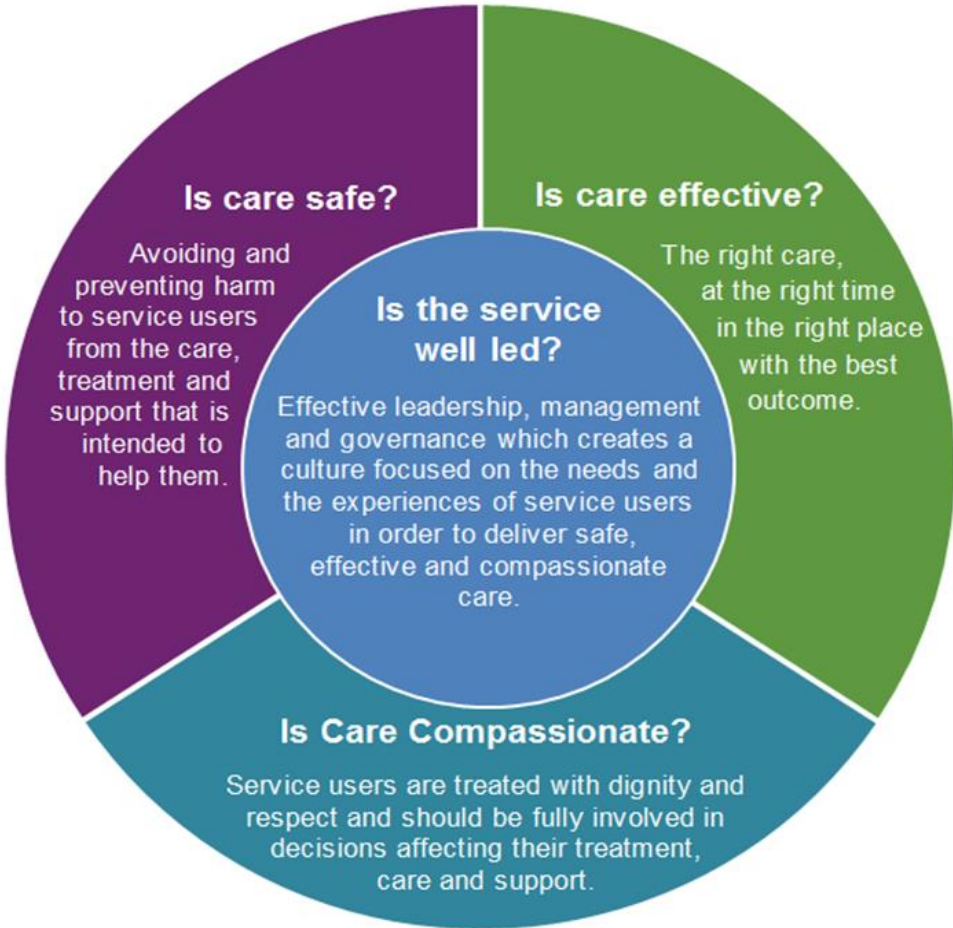 Is care safe?
Avoiding and
preventing harm
to service users
from the care,
treatment and
support that is
intended to
help them.
Is care effective?
The right care,
at the right time
in the right place
with the best
outcome.
Is the service
well led?
Effective leadership, management
and governance which creates a
culture focused on the needs and
the experiences of service users
in order to deliver safe,
effective and compassionate
care.
Is Care Compassionate?
Service users are treated with dignity and
respect and should be fully involved in
decisions affecting their treatment,
care and support.